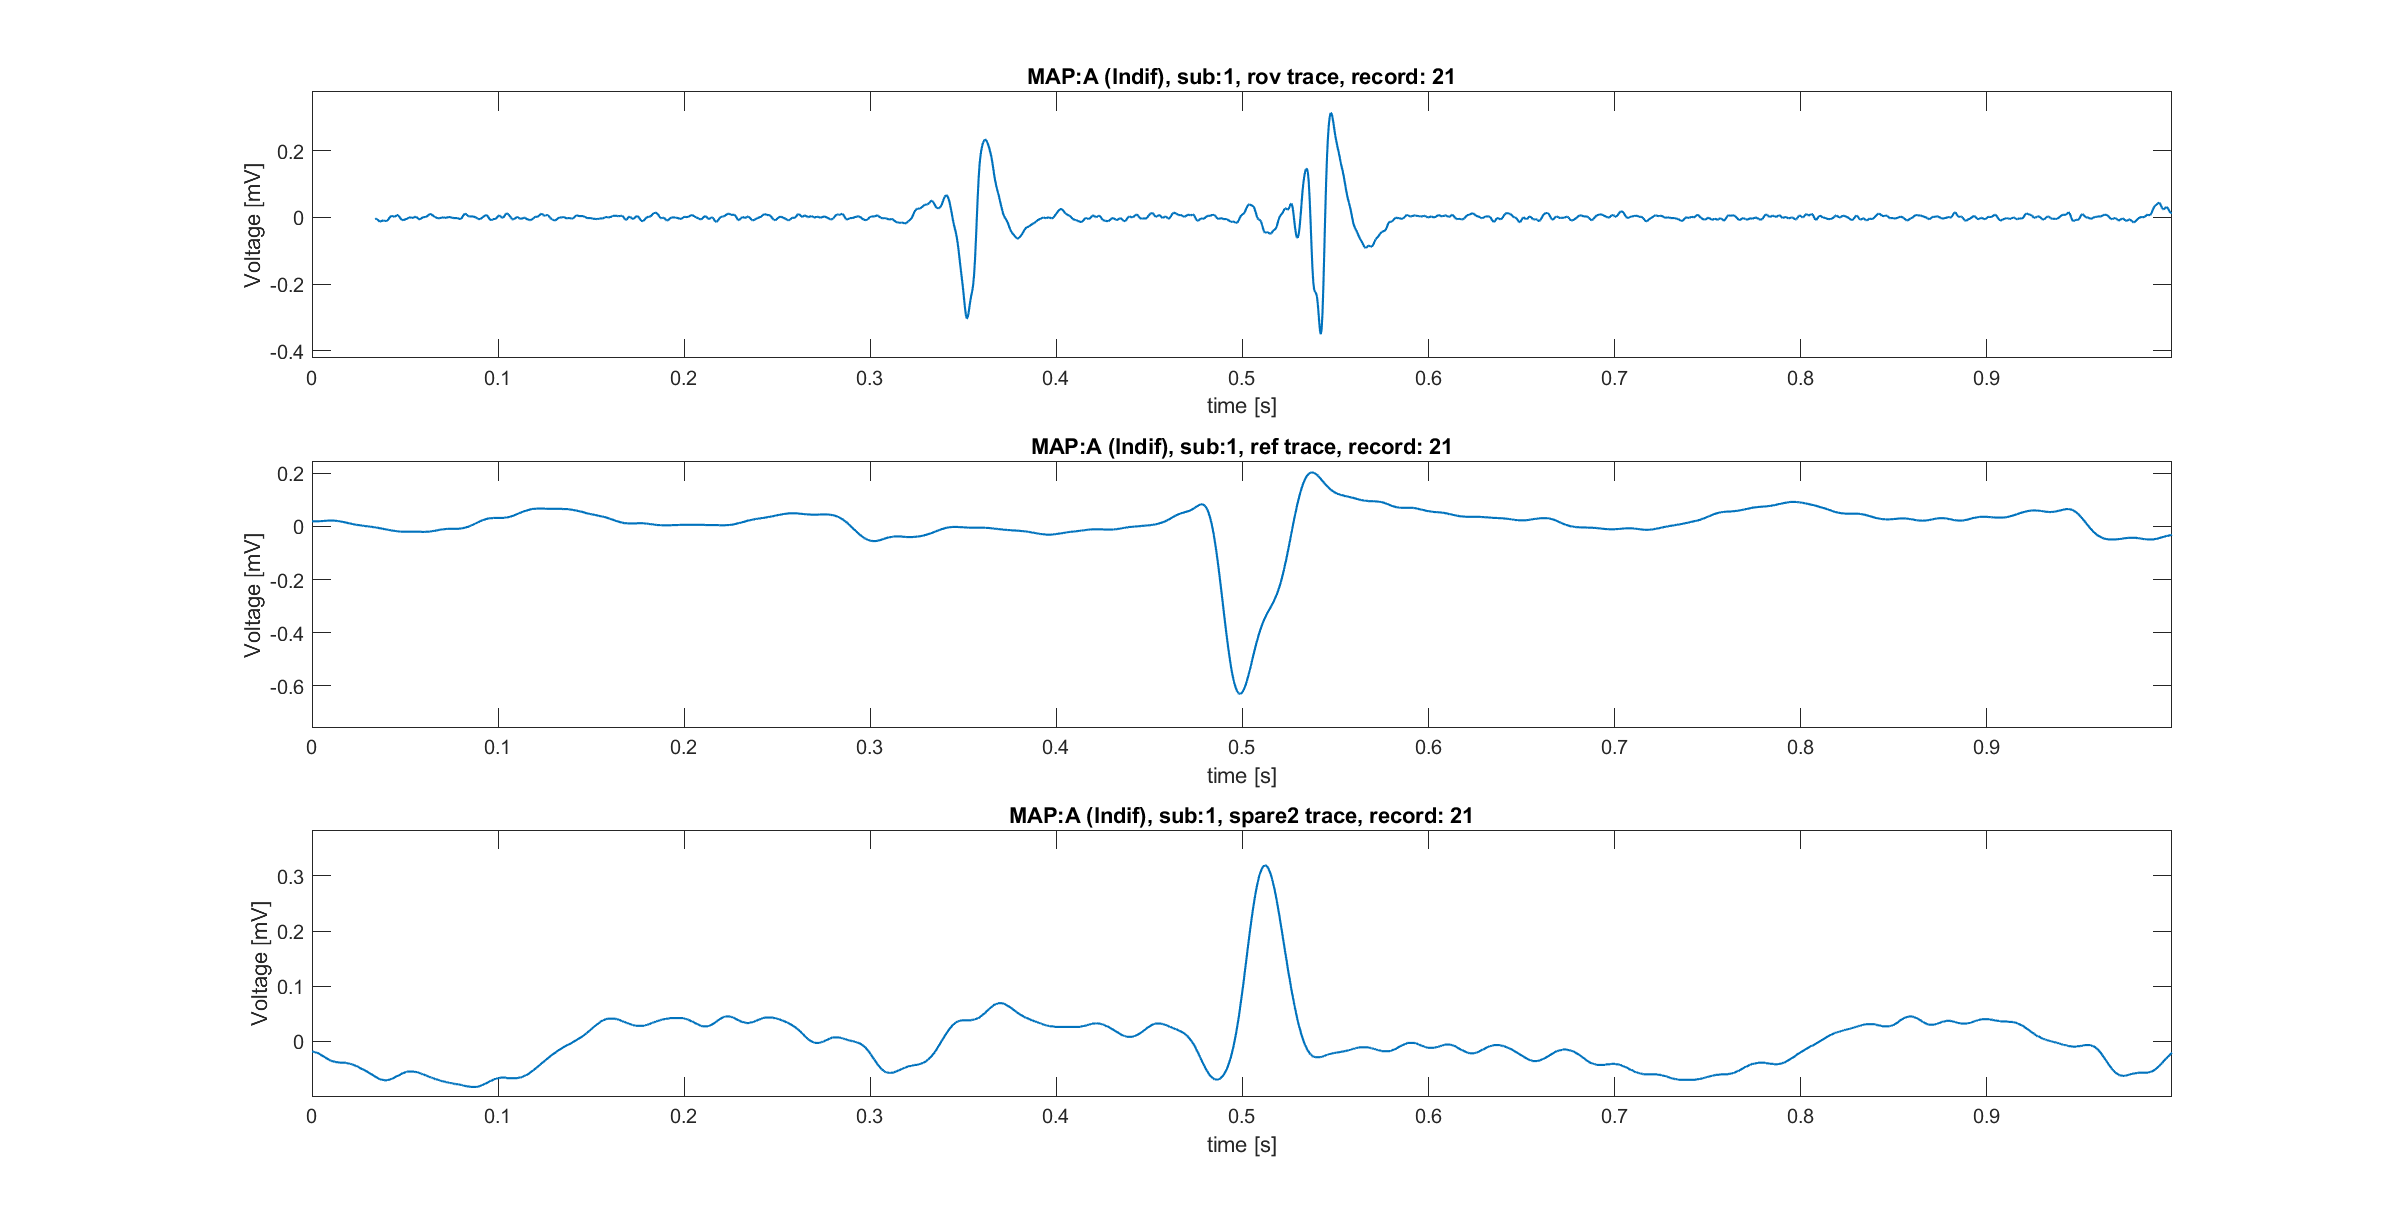 MAP:A (Indif), sub:1, rov trace, record: 21
Voltage [mV]
0.2
0
-0.2
-0.4
0 0.1 0.2 0.3 0.4 0.5 0.6 0.7 0.8 0.9
time [s]
MAP:A (Indif), sub:1, ref trace, record: 21
Voltage [mV]
0.2
0
-0.2
-0.4
-0.6
0 0.1 0.2 0.3 0.4 0.5 0.6 0.7 0.8 0.9
time [s]
MAP:A (Indif), sub:1, spare2 trace, record: 21
Voltage [mV]
0.3
0.2
0.1
0
0 0.1 0.2 0.3 0.4 0.5 0.6 0.7 0.8 0.9
time [s]